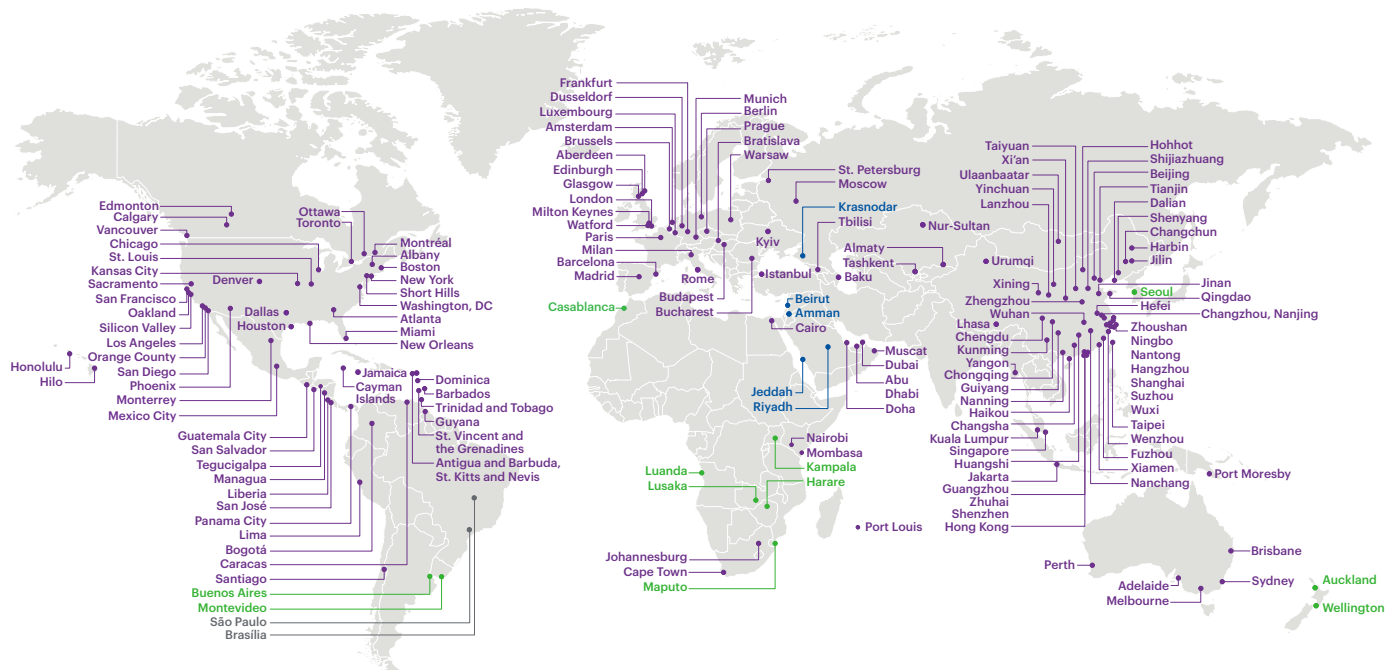 Edmonton
Calgary
Vancouver
Chicago
St. Louis
Kansas City
Sacramento
San Francisco
Oakland
Silicon Valley
Los Angeles
Orange County
San Diego
Phoenix
Monterrey
Mexico City
Honolulu
Hilo
Denver
Dallas
Houston
Ottawa
Toronto
Montréal
Albany
Boston
New York
Short Hills
Washington, DC
Atlanta
Miami
New Orleans
Jamaica
Cayman
Islands
Dominica
Barbados
Trinidad and Tobago
Guyana
St. Vincent and
the Grenadines
Antigua and Barbuda,
St. Kitts and Nevis
Guatemala City
San Salvador
Tegucigalpa
Managua
Liberia
San José
Panama City
Lima
Bogotá
Caracas
Santiago
Buenos Aires
Montevideo
São Paulo
Brasília
Frankfurt
Dusseldorf
Luxembourg
Amsterdam
Brussels
Aberdeen
Edinburgh
Glasgow
London
Milton Keynes
Watford
Paris
Milan
Barcelona
Madrid
Casablanca
Munich
Berlin
Prague
Bratislava
Warsaw
St. Petersburg
Moscow
Krasnodar
Tbilisi
Kyiv
Rome
Istanbul
Budapest
Bucharest
Baku
Almaty
Tashkent
Nur-Sultan
Beirut
Amman
Cairo
Muscat
Dubai
Abu
Dhabi
Doha
Jeddah
Riyadh
Nairobi
Mombasa
Kampala
Harare
Luanda
Lusaka
Port Louis
Johannesburg
Cape Town
Maputo
Taiyuan
Xi'an
Ulaanbaatar
Yinchuan
Lanzhou
Urumqi
Xining
Zhengzhou
Wuhan
Lhasa
Chengdu
Kunming
Yangon
Chongqing
Guiyang
Nanning
Haikou
Changsha
Kuala Lumpur
Singapore
Huangshi
Jakarta
Guangzhou
Zhuhai
Shenzhen
Hong Kong
Hohhot
Shijiazhuang
Beijing
Tianjin
Dalian
Shenyang
Changchun
Harbin
Jilin
Jinan
Seoul
Qingdao
Hefei
Changzhou, Nanjing
Zhoushan
Ningbo
Nantong
Hangzhou
Shanghai
Suzhou
Wuxi
Taipei
Wenzhou
Fuzhou
Xiamen
Nanchang
Port Moresby
Perth
Adelaide
Melbourne
Brisbane
Sydney
Auckland
Wellington